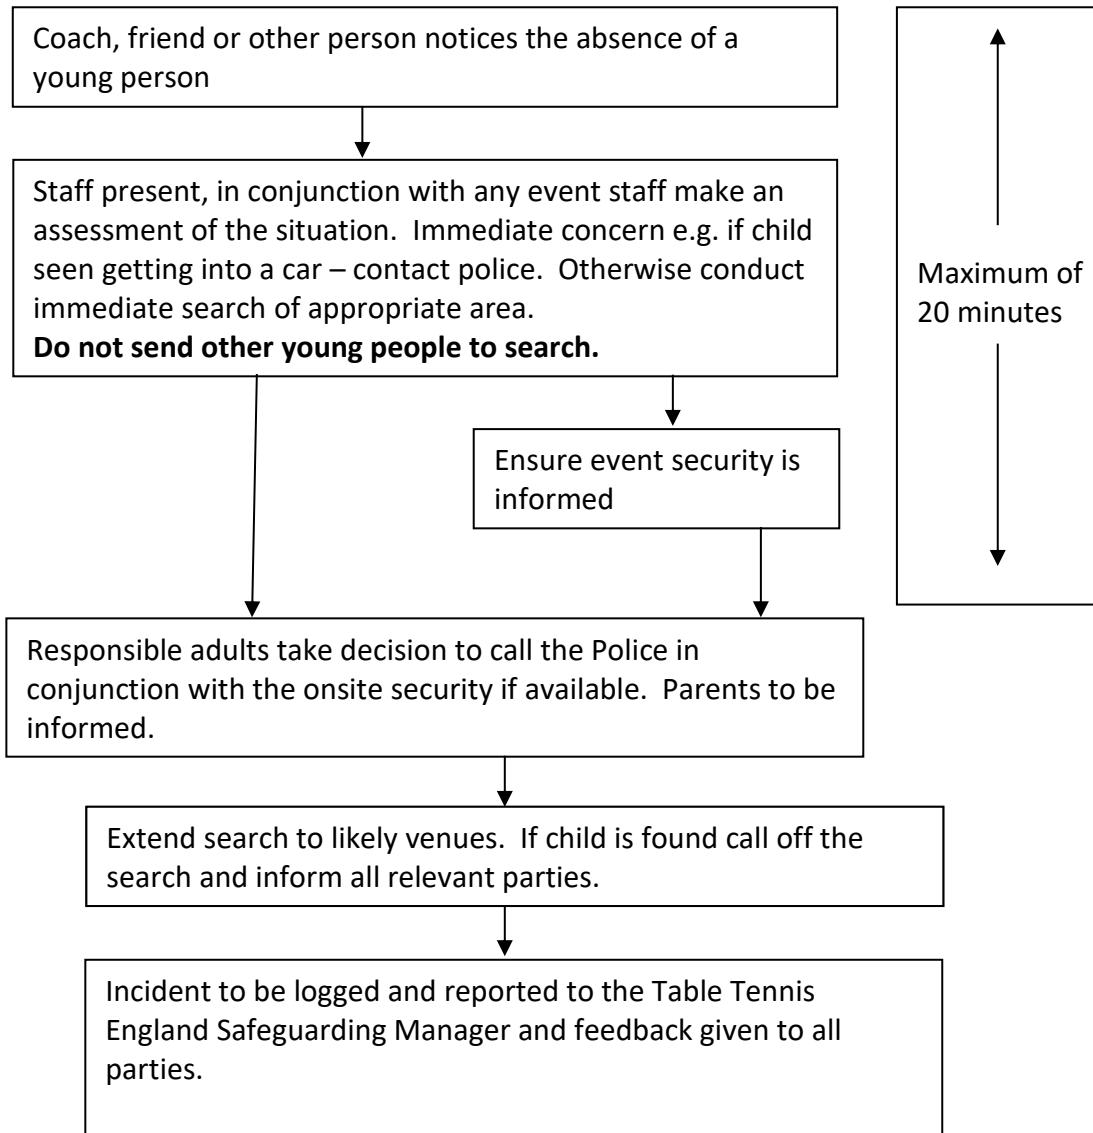 Coach, friend or other person notices the absence of a
young person
Staff present, in conjunction with any event staff make an
assessment of the situation.  Immediate concern e.g. if child
seen getting into a car – contact police.  Otherwise conduct
immediate search of appropriate area.
Do not send other young people to search.
Maximum of
20 minutes
Ensure event security is
informed
Responsible adults take decision to call the Police in
conjunction with the onsite security if available.  Parents to be
informed.
Extend search to likely venues.  If child is found call off the
search and inform all relevant parties.
Incident to be logged and reported to the Table Tennis
England Safeguarding Manager and feedback given to all
parties.